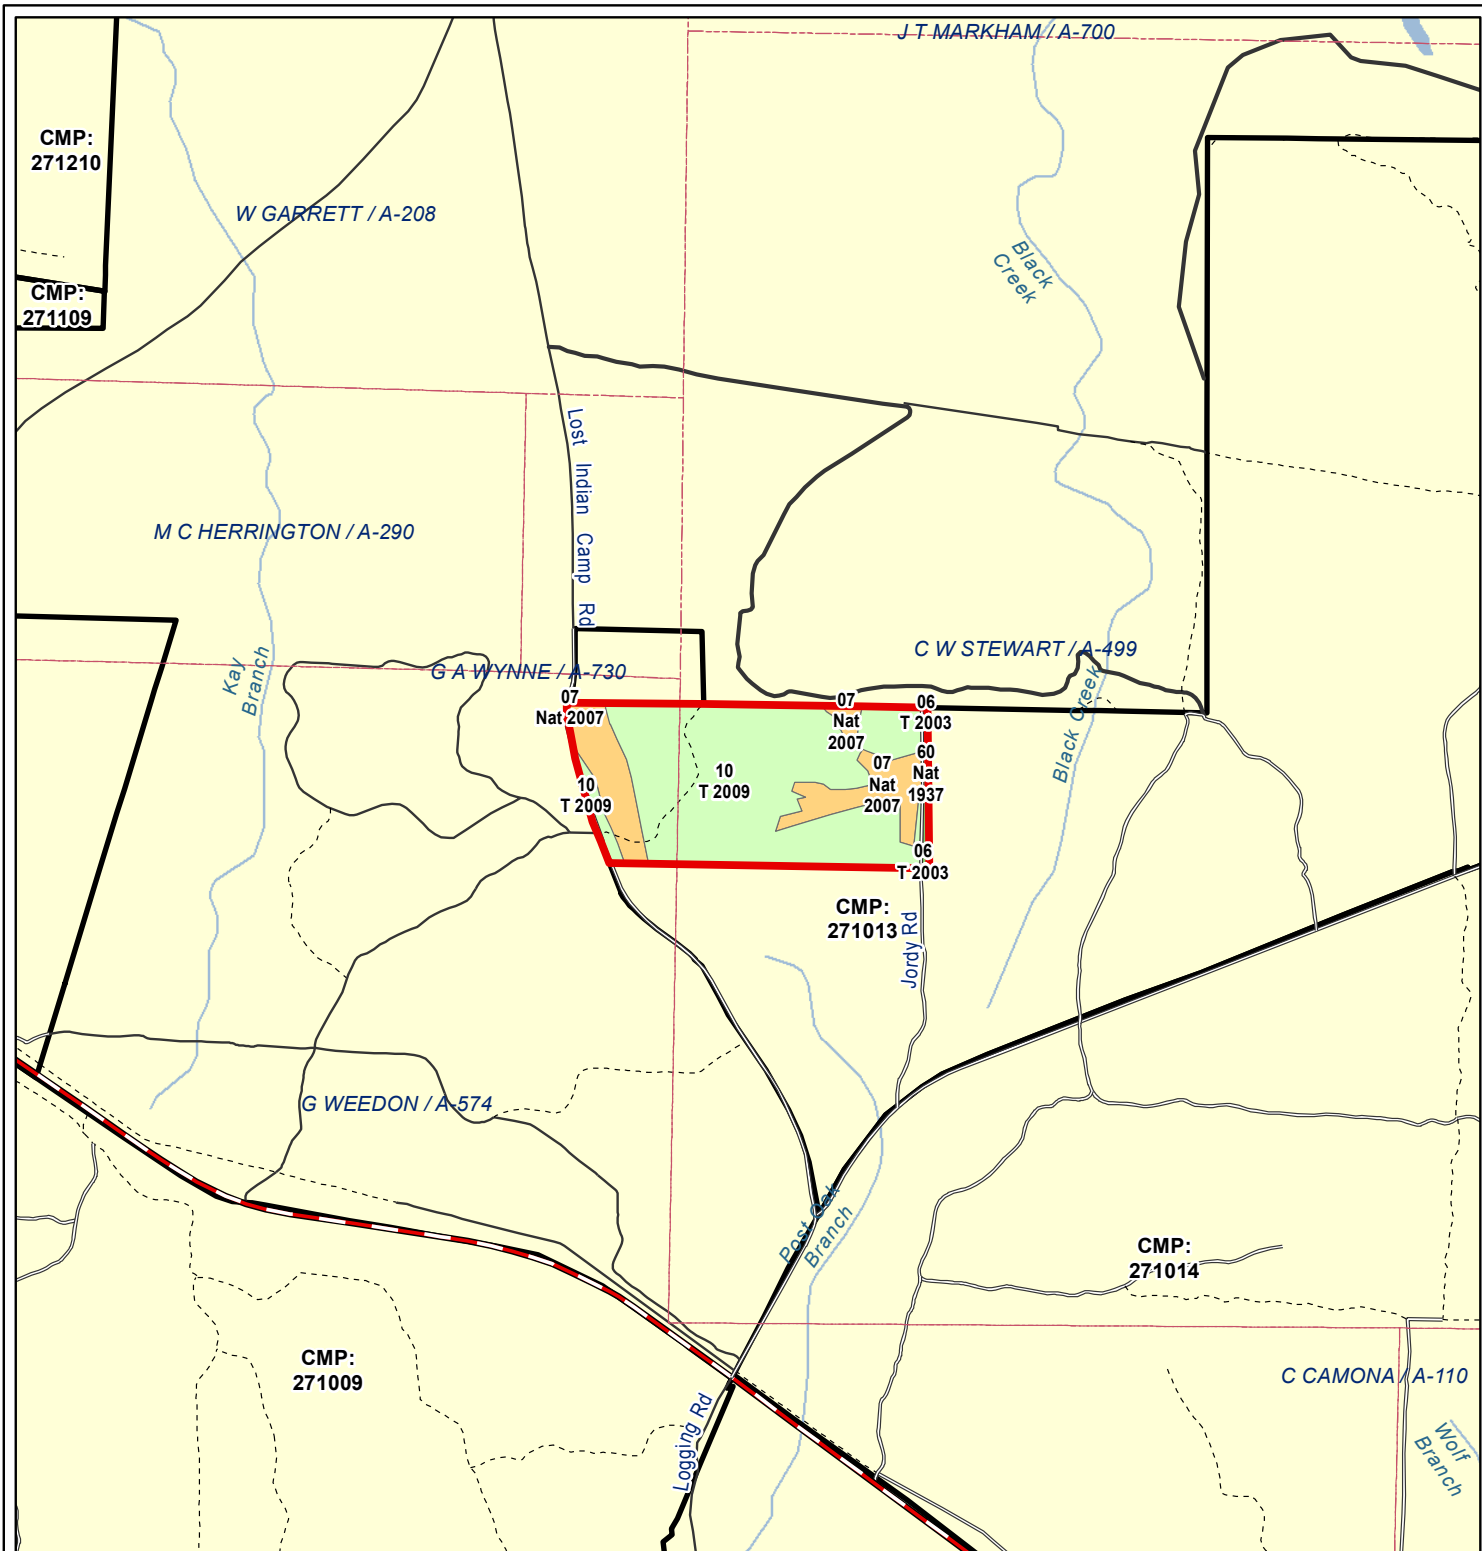 J T MARKHAM / A-700
CMP:
271210
W GARRETT / A-208
Black
Creek
CMP:
271109
Lost Indian Camp Rd
M C HERRINGTON / A-290
C W STEWART / A-499
Kay
Branch
G A WYNNE / A-730
07
Nat 2007
07
Nat
2007
06
T 2003
Black Creek
60
Nat
1937
07
Nat
2007
10
T 2009
10
T 2009
06
T 2003
CMP:
271013
Jordy Rd
G WEEDON / A-574
Post Oak
Branch
CMP:
271014
CMP:
271009
C CAMONA / A-110
Logging Rd
Wolf
Branch